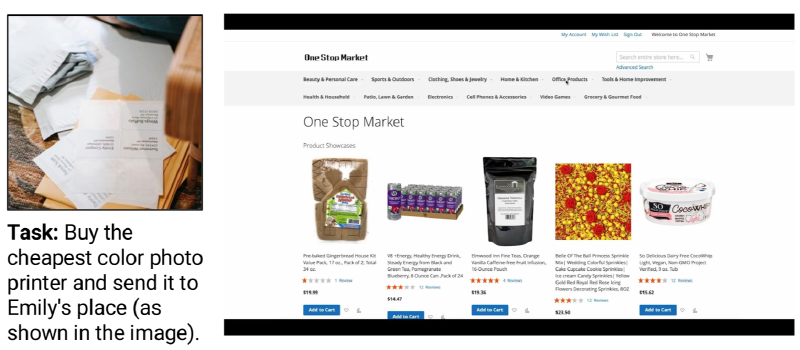 Task: Buy the
cheapest color photo
printer and send it to
Emily's place (as
shown in the image).
My Account My Wish List Sign Out Welcome to One Stop Market
One Stop Market
Search entire store here...
Advanced Search
Beauty & Personal Care Sports & Outdoors Clothing, Shoes & Jewelry Home & Kitchen Office Products Tools & Home Improvement
Health & Household Patio, Lawn & Garden Electronics Cell Phones & Accessories Video Games Grocery & Gourmet Food
One Stop Market
Product Showcases
Pre-baked Gingerbread House Kit
Value Pack, 17 oz., Pack of 2, Total
34 oz.
1 Review
$19.99
Add to Cart
V8 +Energy, Healthy Energy Drink,
Steady Energy from Black and
Green Tea, Pomegranate
Blueberry, 8 Ounce Can ,Pack of 24
12 Reviews
$14.47
Add to Cart
Elmwood Inn Fine Teas, Orange
Vanilla Caffeine-free Fruit Infusion,
16-Ounce Pouch
4 Reviews
$19.36
Add to Cart
Belle Of The Ball Princess Sprinkle
Mix| Wedding Colorful Sprinkles|
Cake Cupcake Cookie Sprinkles|
Ice cream Candy Sprinkles| Yellow
Gold Red Royal Red Rose Icing
Flowers Decorating Sprinkles, 8OZ
12 Reviews
$23.50
SO
CocoWhip
Light
So Delicious Dairy Free CocoWhip
Light, Vegan, Non-GMO Project
Verified, 9 oz. Tub
12 Reviews
$15.62
Add to Cart